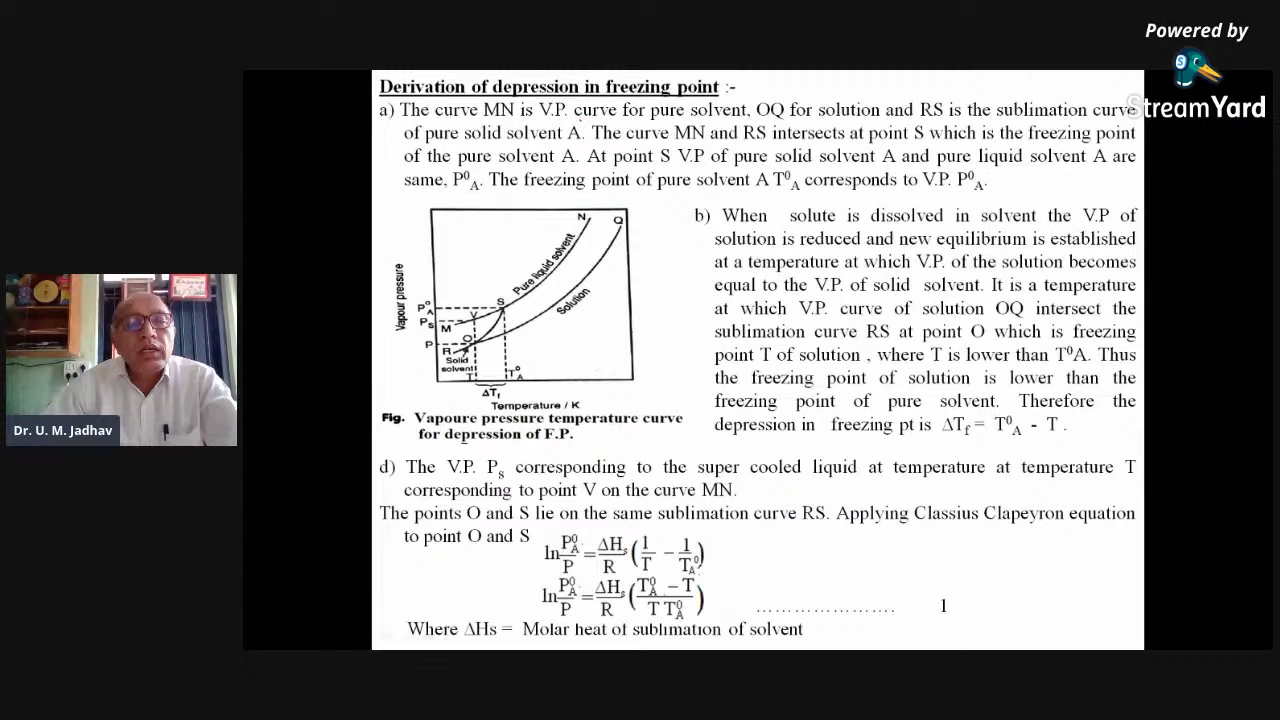 Powered by
StreamYard
Derivation of depression in freezing point :-
a) The curve MN is V.P. curve for pure solvent, OQ for solution and RS is the sublimation curve
of pure solid solvent A. The curve MN and RS intersects at point S which is the freezing point
of the pure solvent A. At point S V.P of pure solid solvent A and pure liquid solvent A are
same, P⁰A. The freezing point of pure solvent A T⁰A corresponds to V.P. P⁰A.
b) When solute is dissolved in solvent the V.P of
solution is reduced and new equilibrium is established
at a temperature at which V.P. of the solution becomes
equal to the V.P. of solid solvent. It is a temperature
at which V.P. curve of solution OQ intersect the
sublimation curve RS at point O which is freezing
point T of solution , where T is lower than T⁰A. Thus
the freezing point of solution is lower than the
freezing point of pure solvent. Therefore the
depression in freezing pt is ΔTf = T⁰A - T .
Vapour pressure
P°A
Ps
P
M
R
V
O
S
N
Q
Pure liquid solvent
Solution
Solid
solvent
T
T°A
ΔTf
Temperature / K
Fig. Vapoure pressure temperature curve
for depression of F.P.
d) The V.P. Ps corresponding to the super cooled liquid at temperature at temperature T
corresponding to point V on the curve MN.
The points O and S lie on the same sublimation curve RS. Applying Classius Clapeyron equation
to point O and S
ln P⁰A/P = ΔHs/R (1/T − 1/T⁰A)
ln P⁰A/P = ΔHs/R (T⁰A − T / T T⁰A) ………………… 1
Where ΔHs = Molar heat of sublimation of solvent
Dr. U. M. Jadhav